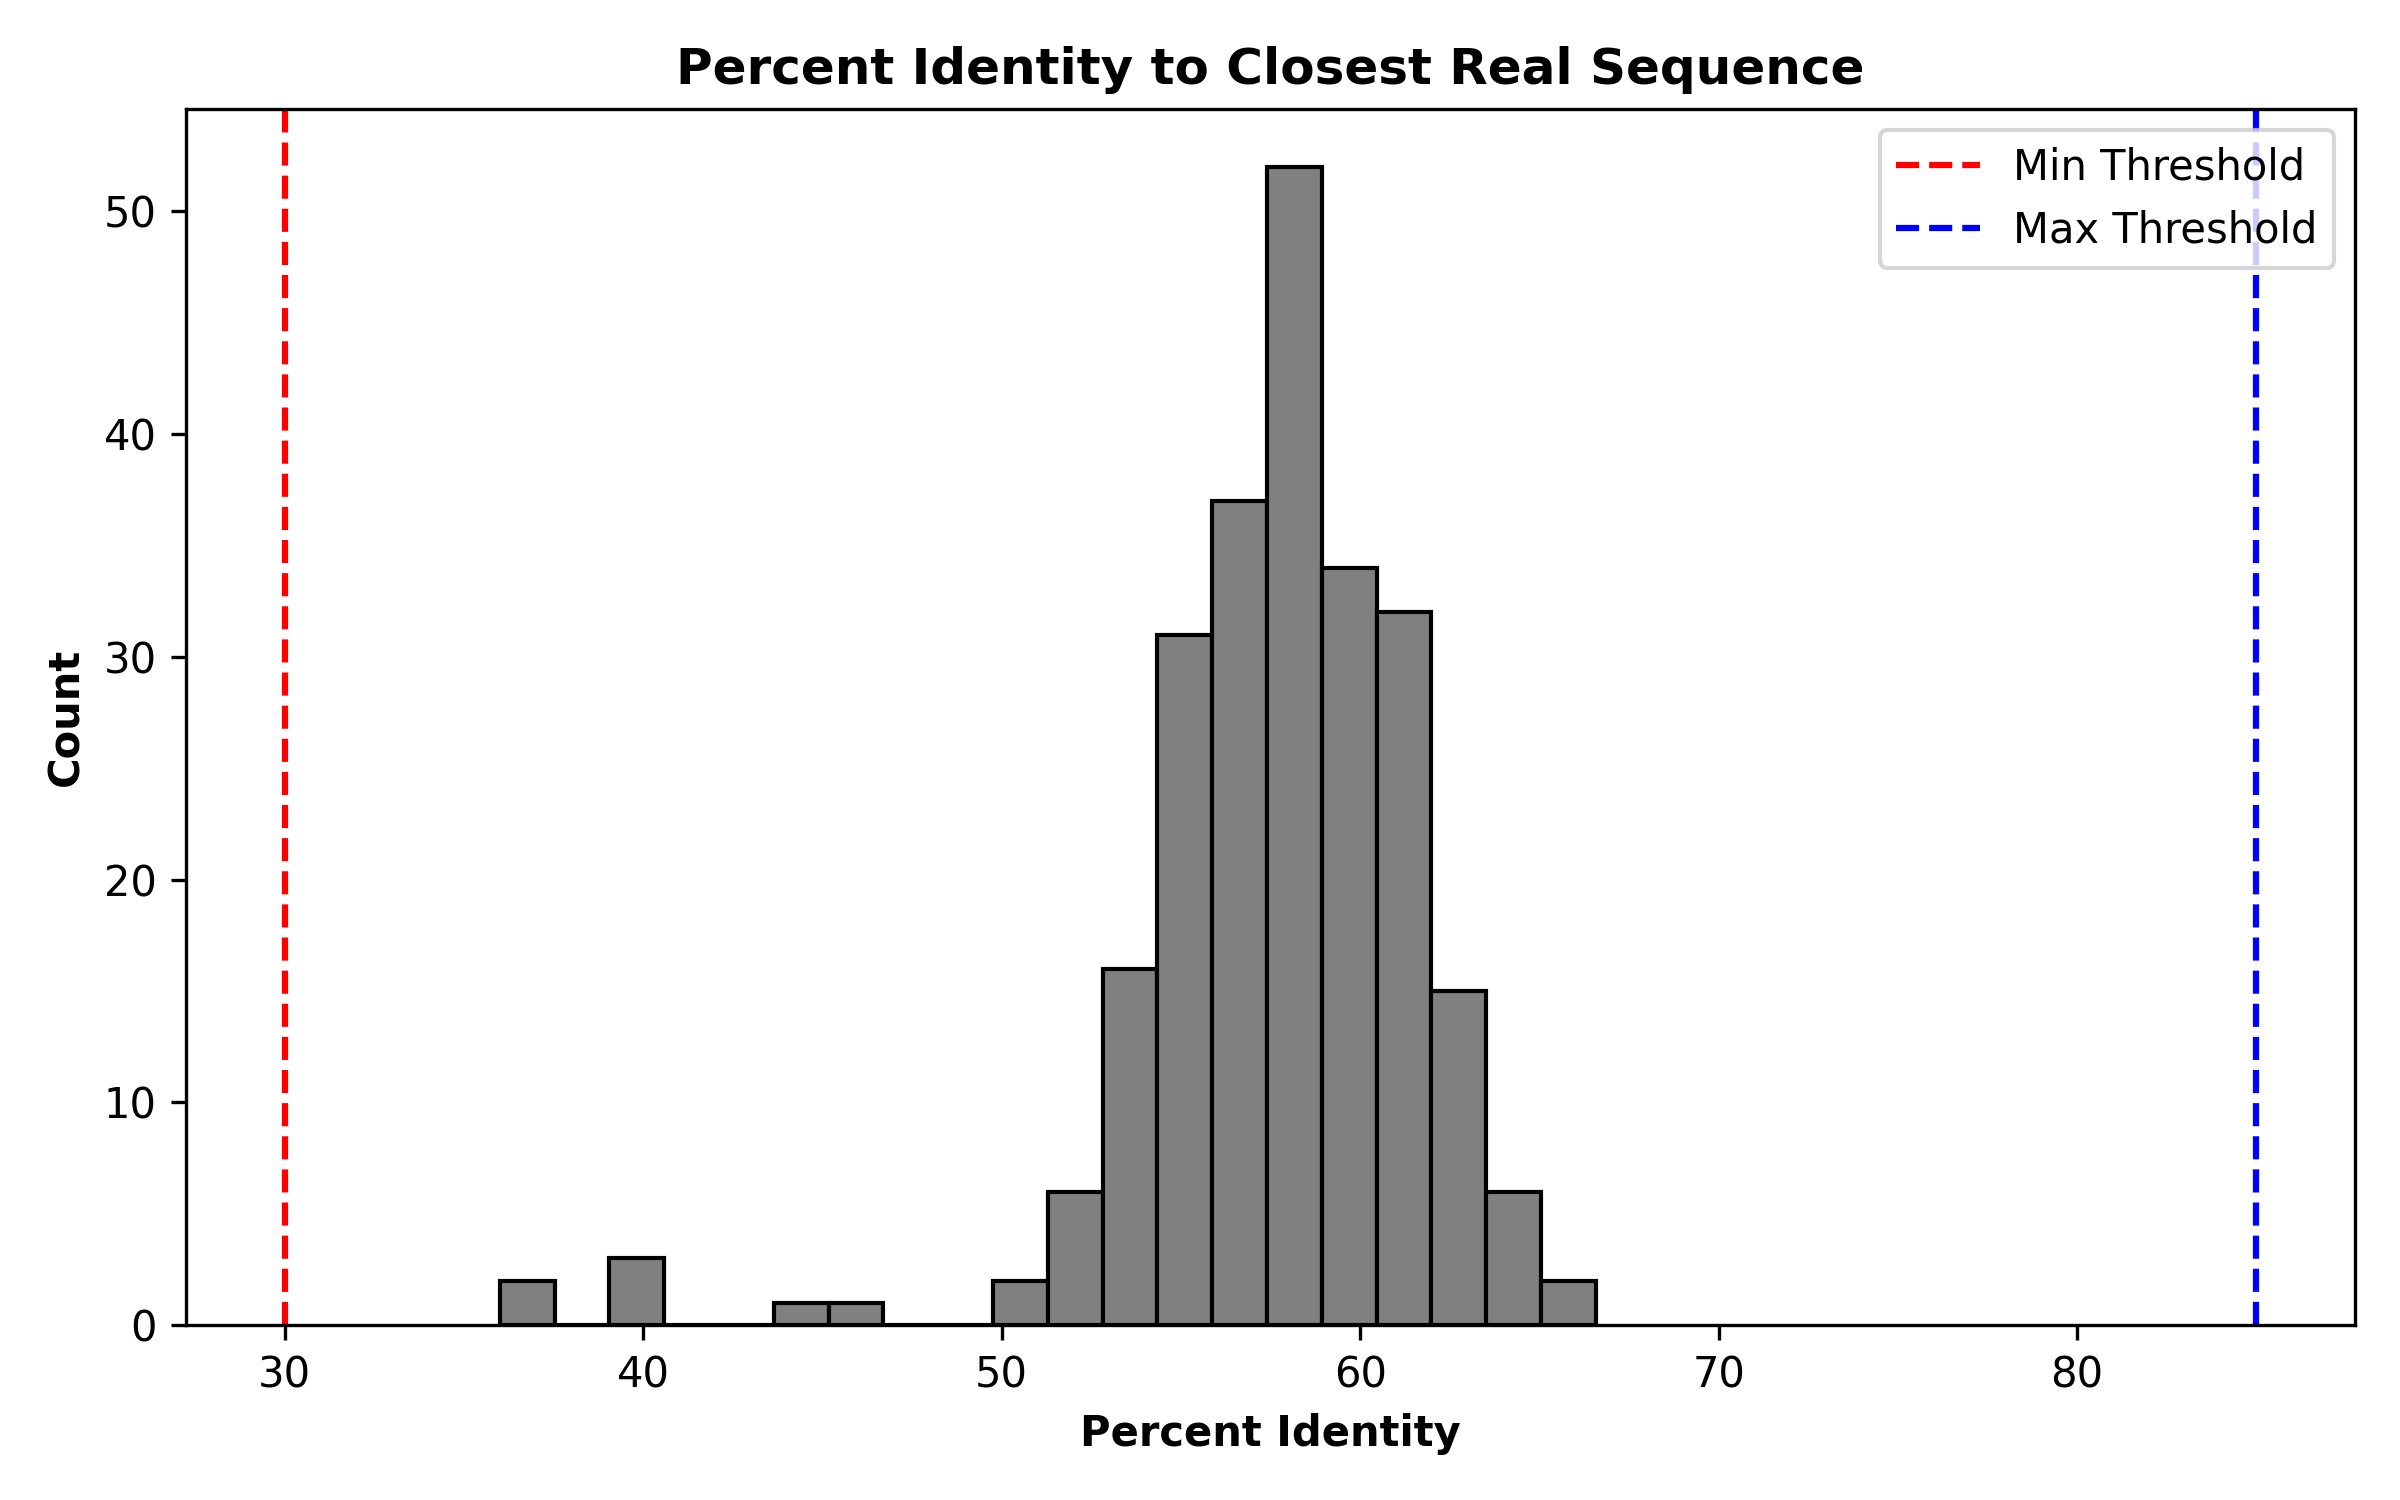 Percent Identity to Closest Real Sequence
Min Threshold
Max Threshold
50
40
30
20
10
0
Count
30 40 50 60 70 80
Percent Identity